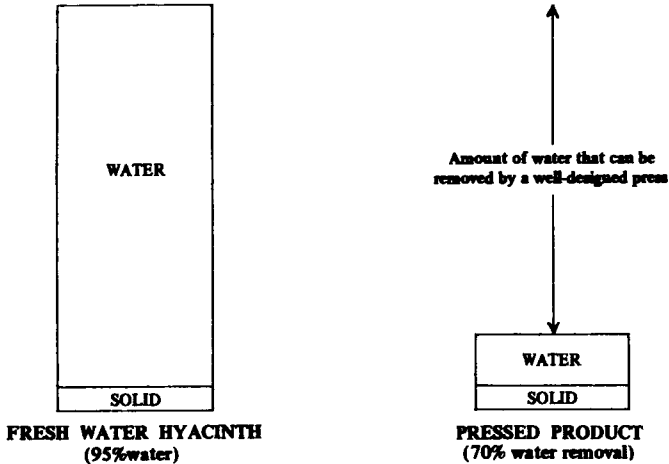 WATER
SOLID
FRESH WATER HYACINTH
(95%water)
Amount of water that can be
removed by a well-designed press
WATER
SOLID
PRESSED PRODUCT
(70% water removal)